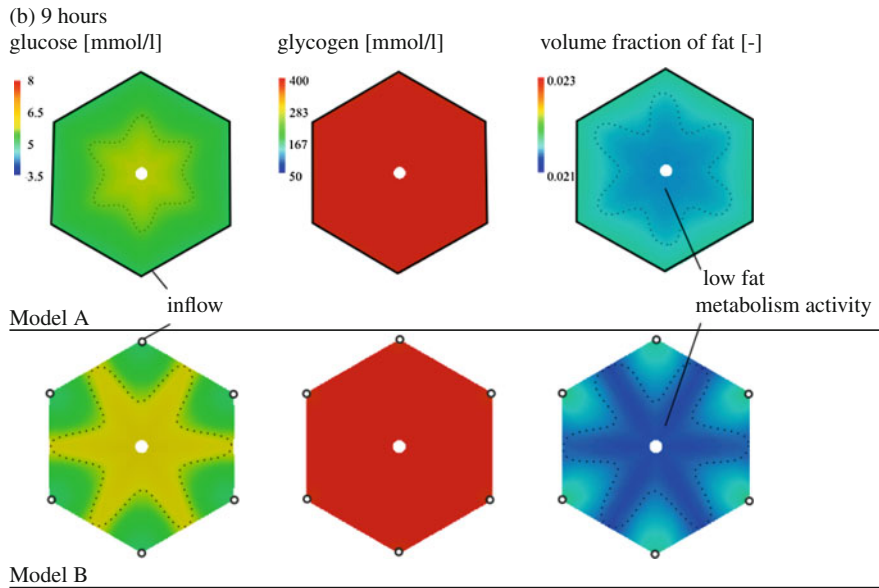 (b) 9 hours
glucose [mmol/l] glycogen [mmol/l] volume fraction of fat [-]
8
6.5
5
-3.5
400
283
167
50
0.023
0.021
inflow
low fat
metabolism activity
Model A
Model B